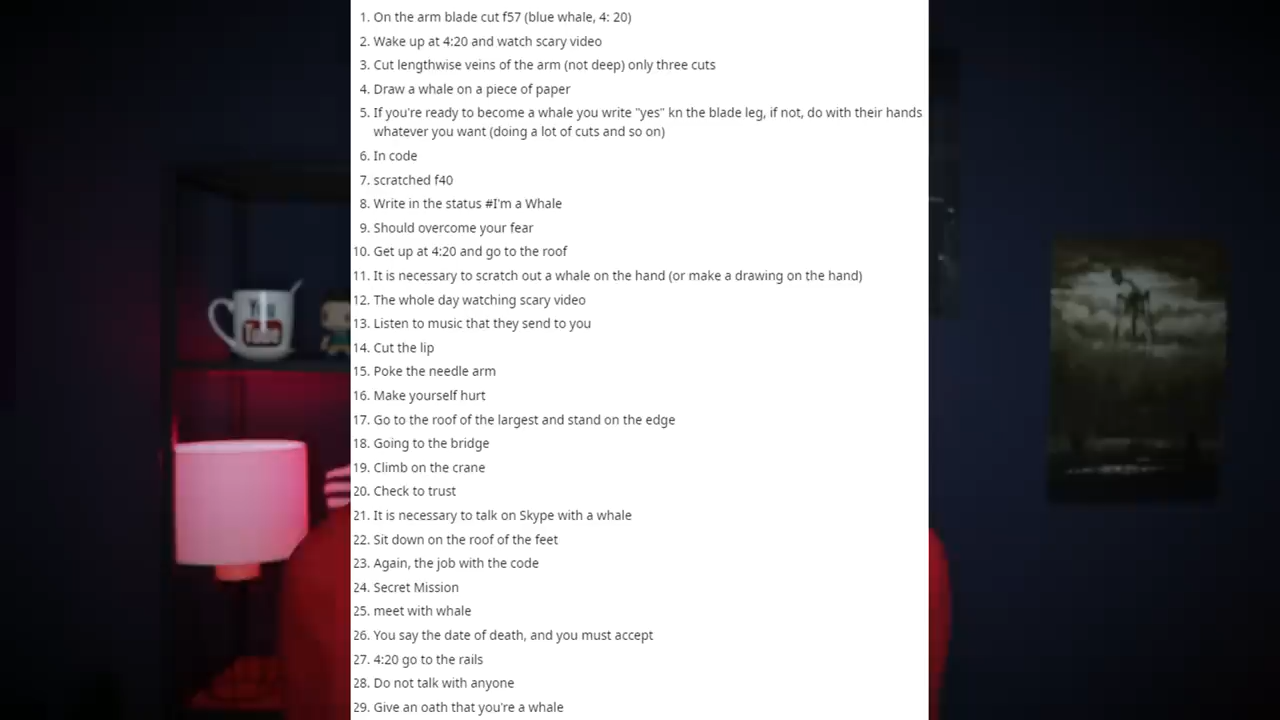 1. On the arm blade cut f57 (blue whale, 4: 20)
2. Wake up at 4:20 and watch scary video
3. Cut lengthwise veins of the arm (not deep) only three cuts
4. Draw a whale on a piece of paper
5. If you're ready to become a whale you write "yes" kn the blade leg, if not, do with their hands
whatever you want (doing a lot of cuts and so on)
6. In code
7. scratched f40
8. Write in the status #I'm a Whale
9. Should overcome your fear
10. Get up at 4:20 and go to the roof
11. It is necessary to scratch out a whale on the hand (or make a drawing on the hand)
12. The whole day watching scary video
13. Listen to music that they send to you
14. Cut the lip
15. Poke the needle arm
16. Make yourself hurt
17. Go to the roof of the largest and stand on the edge
18. Going to the bridge
19. Climb on the crane
20. Check to trust
21. It is necessary to talk on Skype with a whale
22. Sit down on the roof of the feet
23. Again, the job with the code
24. Secret Mission
25. meet with whale
26. You say the date of death, and you must accept
27. 4:20 go to the rails
28. Do not talk with anyone
29. Give an oath that you're a whale
You
Tube